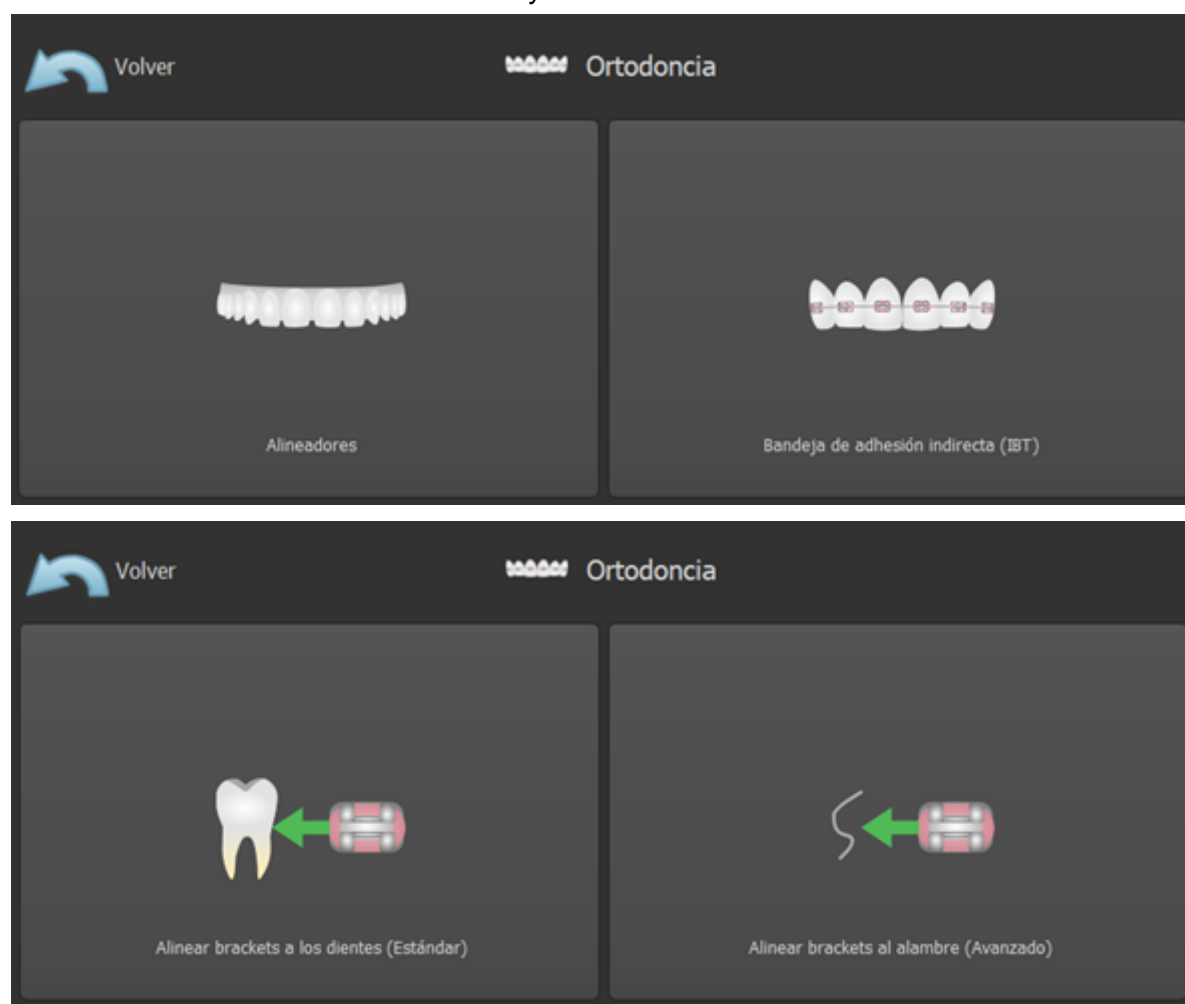 Volver
Ortodoncia
Alineadores
Bandeja de adhesión indirecta (IBT)
Volver
Ortodoncia
Alinear brackets a los dientes (Estándar)
Alinear brackets al alambre (Avanzado)